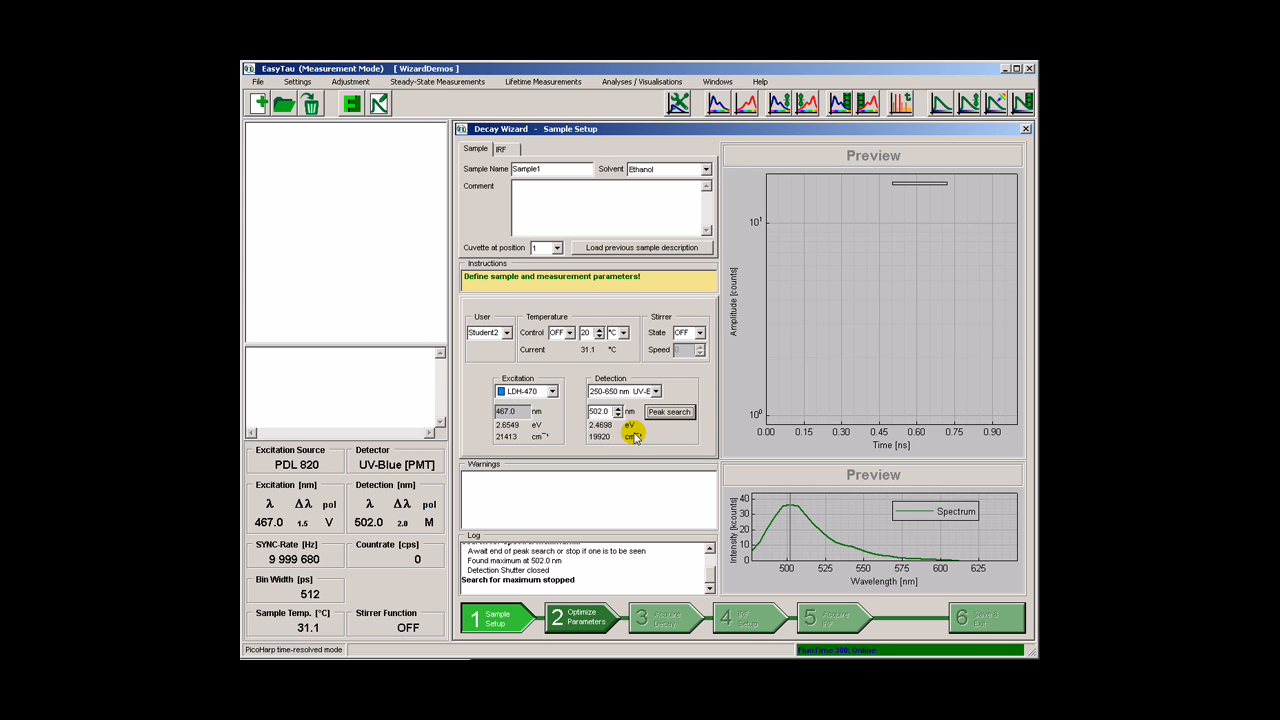 EasyTau (Measurement Mode) [ WizardDemos ]
File Settings Adjustment Steady-State Measurements Lifetime Measurements Analyses / Visualisations Windows Help
Decay Wizard - Sample Setup
Sample IRF
Sample Name Sample1 Solvent Ethanol
Comment
Cuvette at position 1 Load previous sample description
Instructions
Define sample and measurement parameters!
User Temperature Stirrer
Student2 Control OFF 20 °C State OFF
Current 31.1 °C Speed 0
Excitation Detection
LDH-470 250-650 nm UV-E
467.0 nm 502.0 nm Peak search
2.6549 eV 2.4698 eV
21413 cm⁻¹ 19920 cm⁻¹
Warnings
Log
Await end of peak search or stop if one is to be seen
Found maximum at 502.0 nm
Detection Shutter closed
Search for maximum stopped
Preview
10¹
10⁰
Amplitude [counts]
0.00 0.15 0.30 0.45 0.60 0.75 0.90
Time [ns]
Preview
Intensity [kcounts]
40
30
20
10
0
Spectrum
500 525 550 575 600 625
Wavelength [nm]
Excitation Source Detector
PDL 820 UV-Blue [PMT]
Excitation [nm] Detection [nm]
λ Δλ pol λ Δλ pol
467.0 1.5 V 502.0 2.0 M
SYNC-Rate [Hz] Countrate [cps]
9 999 680 0
Bin Width [ps]
512
Sample Temp. [°C] Stirrer Function
31.1 OFF
1 Sample Setup
2 Optimize Parameters
3 Acquire Decay
4 IRF Setup
5 Acquire IRF
6 Save & Exit
PicoHarp time-resolved mode
FluoTime 300: Online